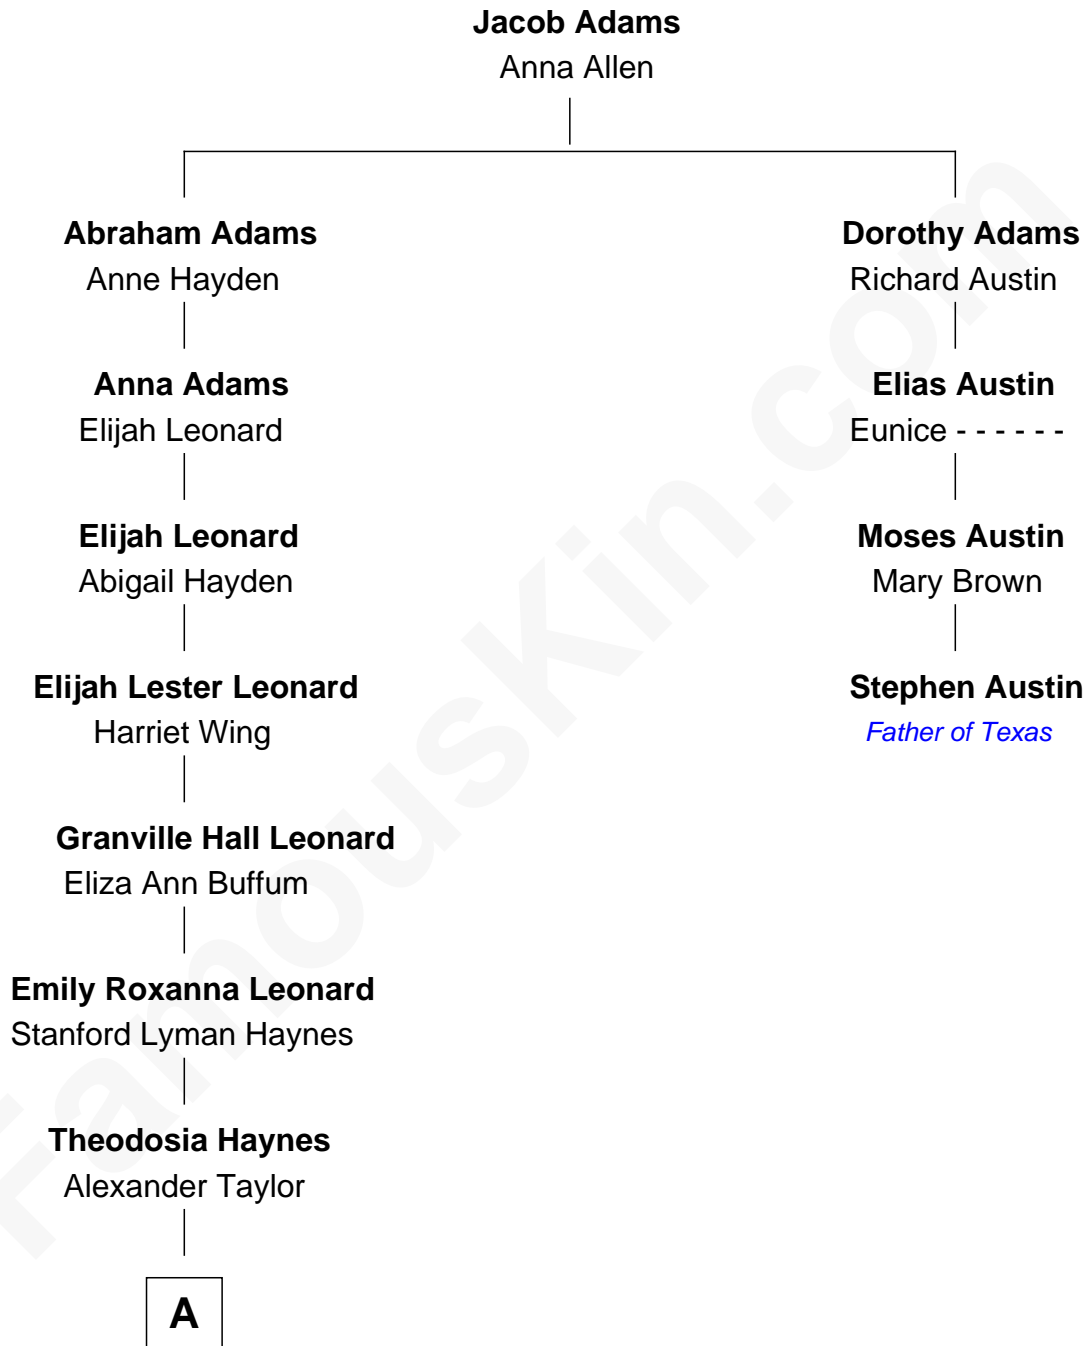 Jacob Adams
Anna Allen
Abraham Adams
Anne Hayden
Dorothy Adams
Richard Austin
Anna Adams
Elijah Leonard
Elias Austin
Eunice - - - - - -
Elijah Leonard
Abigail Hayden
Moses Austin
Mary Brown
Elijah Lester Leonard
Harriet Wing
Stephen Austin
Father of Texas
Granville Hall Leonard
Eliza Ann Buffum
Emily Roxanna Leonard
Stanford Lyman Haynes
Theodosia Haynes
Alexander Taylor
A
FamousKin.com